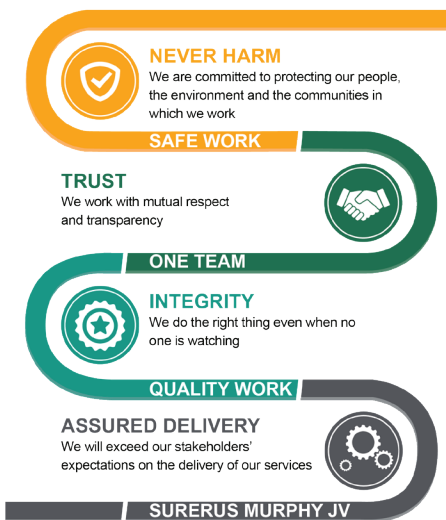 NEVER HARM
We are committed to protecting our people,
the environment and the communities in
which we work
SAFE WORK
TRUST
We work with mutual respect
and transparency
ONE TEAM
INTEGRITY
We do the right thing even when no
one is watching
QUALITY WORK
ASSURED DELIVERY
We will exceed our stakeholders'
expectations on the delivery of our services
SURERUS MURPHY JV